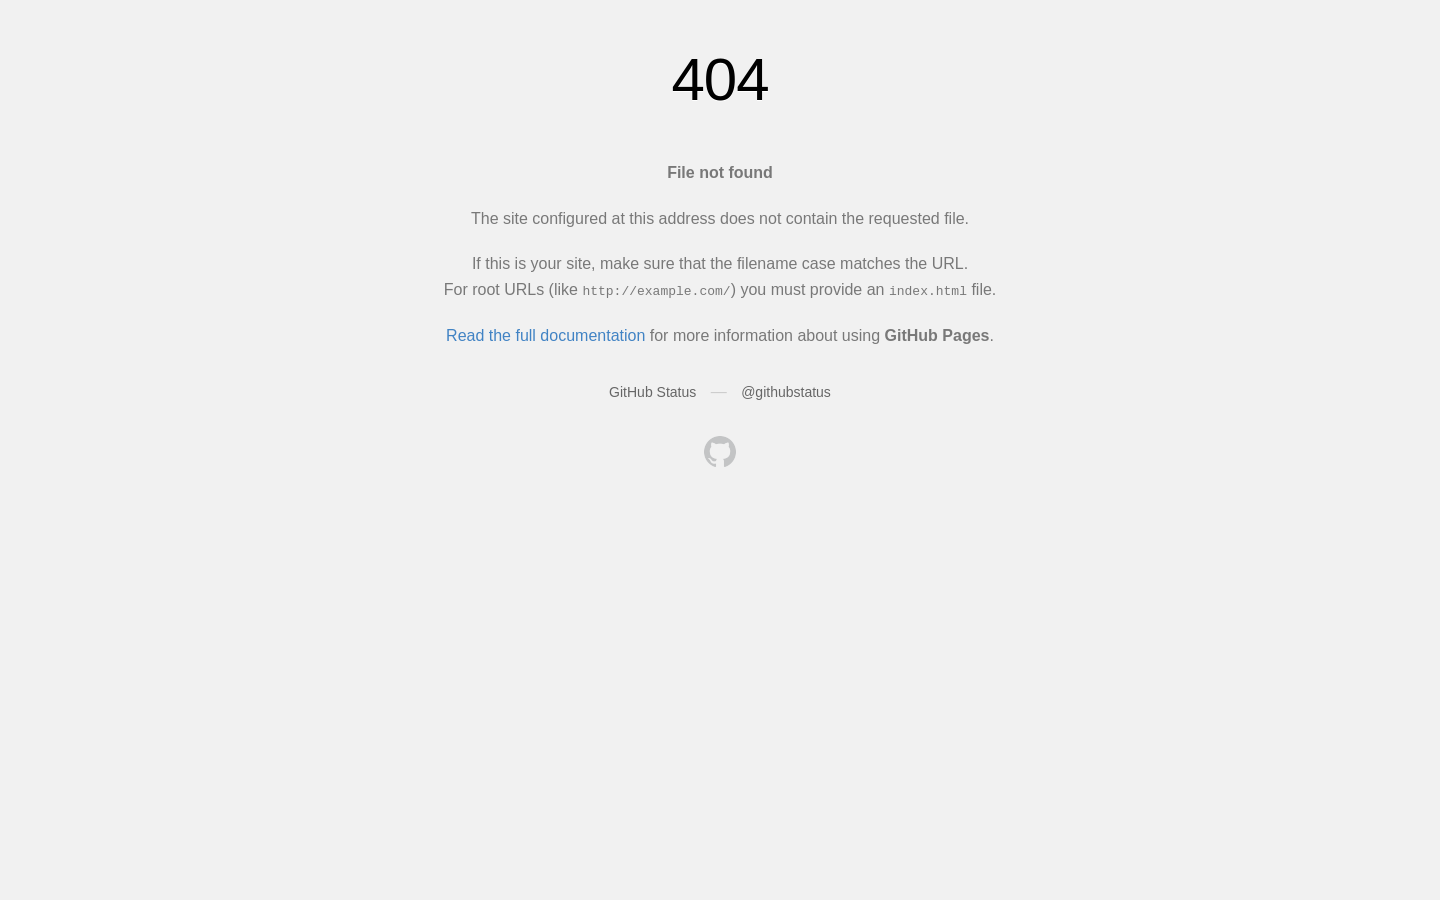 404
File not found
The site configured at this address does not contain the requested file.
If this is your site, make sure that the filename case matches the URL.
For root URLs (like http://example.com/) you must provide an index.html file.
Read the full documentation for more information about using GitHub Pages.
GitHub Status — @githubstatus